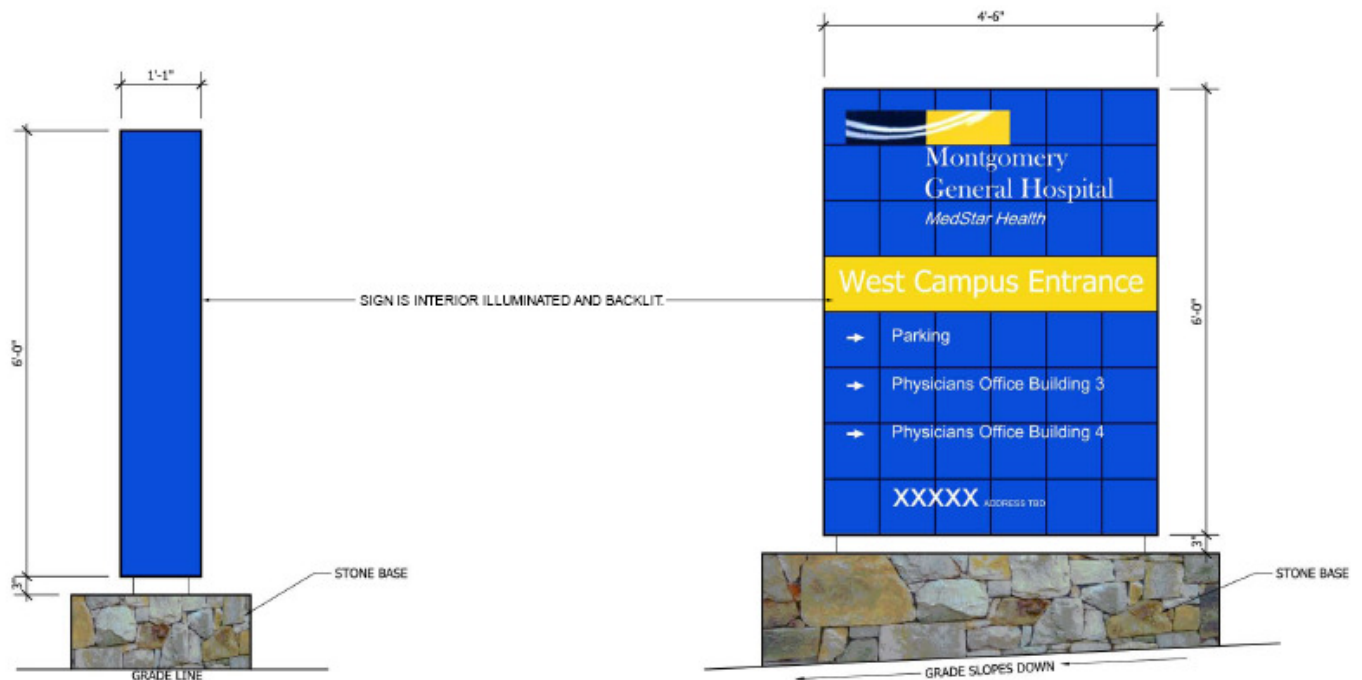 4'-6"
1'-1"
Montgomery
General Hospital
MedStar Health
West Campus Entrance
SIGN IS INTERIOR ILLUMINATED AND BACKLIT.
6'-0"
6'-0"
Parking
Physicians Office Building 3
Physicians Office Building 4
XXXXX ADDRESS TBD
3"
STONE BASE
3"
STONE BASE
GRADE LINE
GRADE SLOPES DOWN